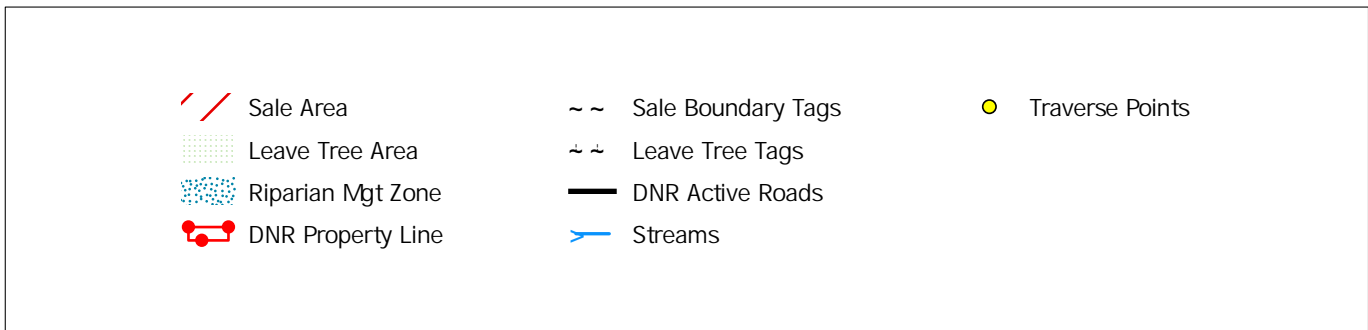 Sale Area
Leave Tree Area
Riparian Mgt Zone
DNR Property Line
Sale Boundary Tags
Leave Tree Tags
DNR Active Roads
Streams
Traverse Points